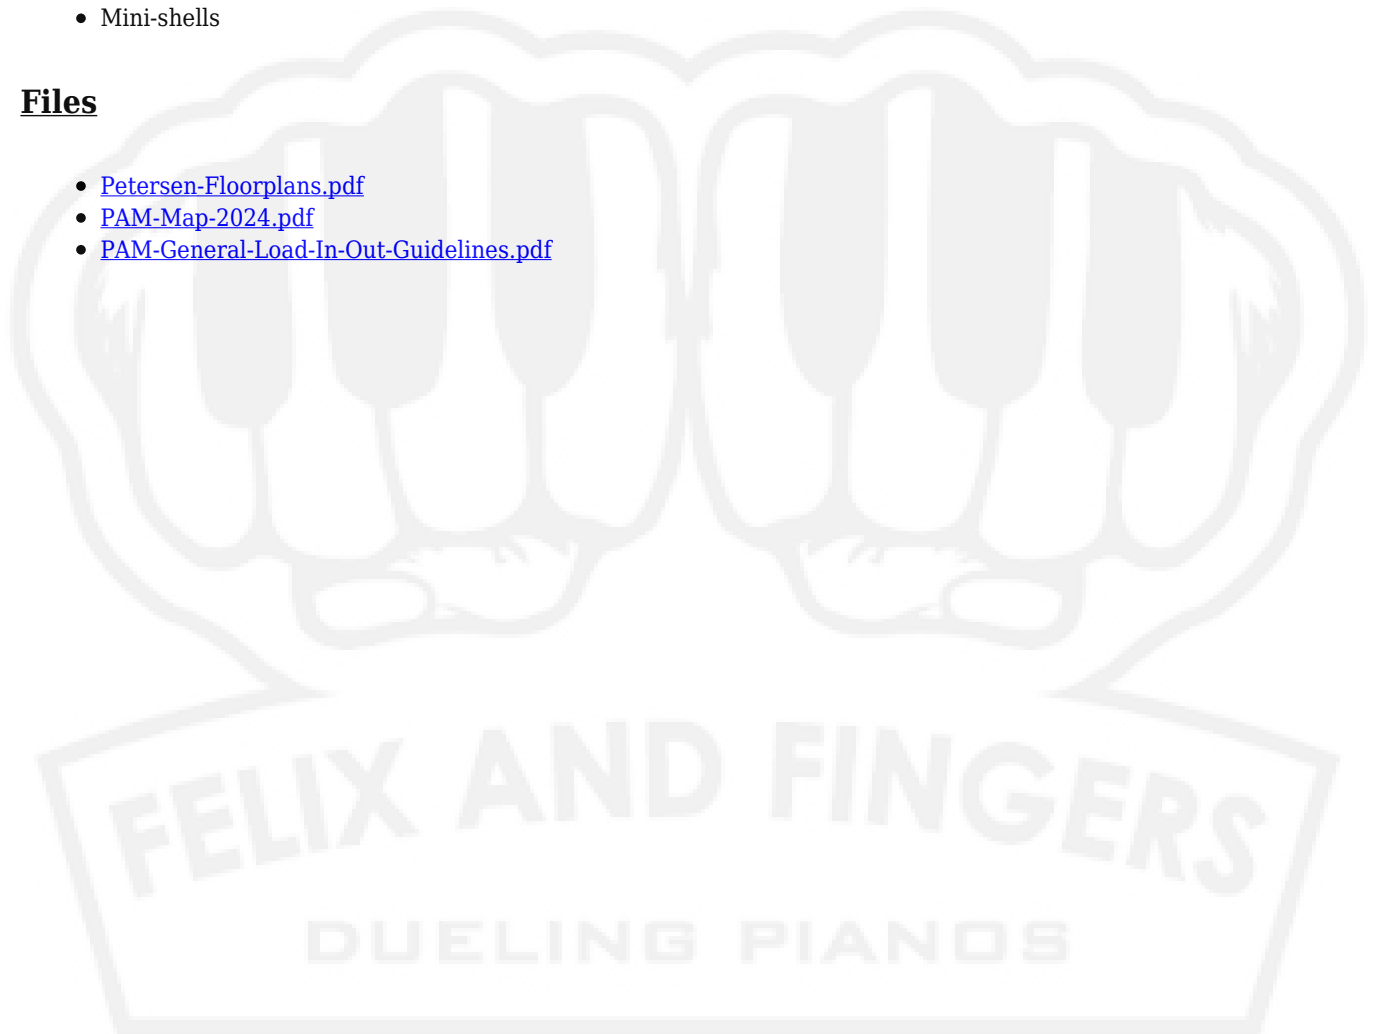 Mini-shells
Files
Petersen-Floorplans.pdf
PAM-Map-2024.pdf
PAM-General-Load-In-Out-Guidelines.pdf
FELIX AND FINGERS
DUELING PIANOS